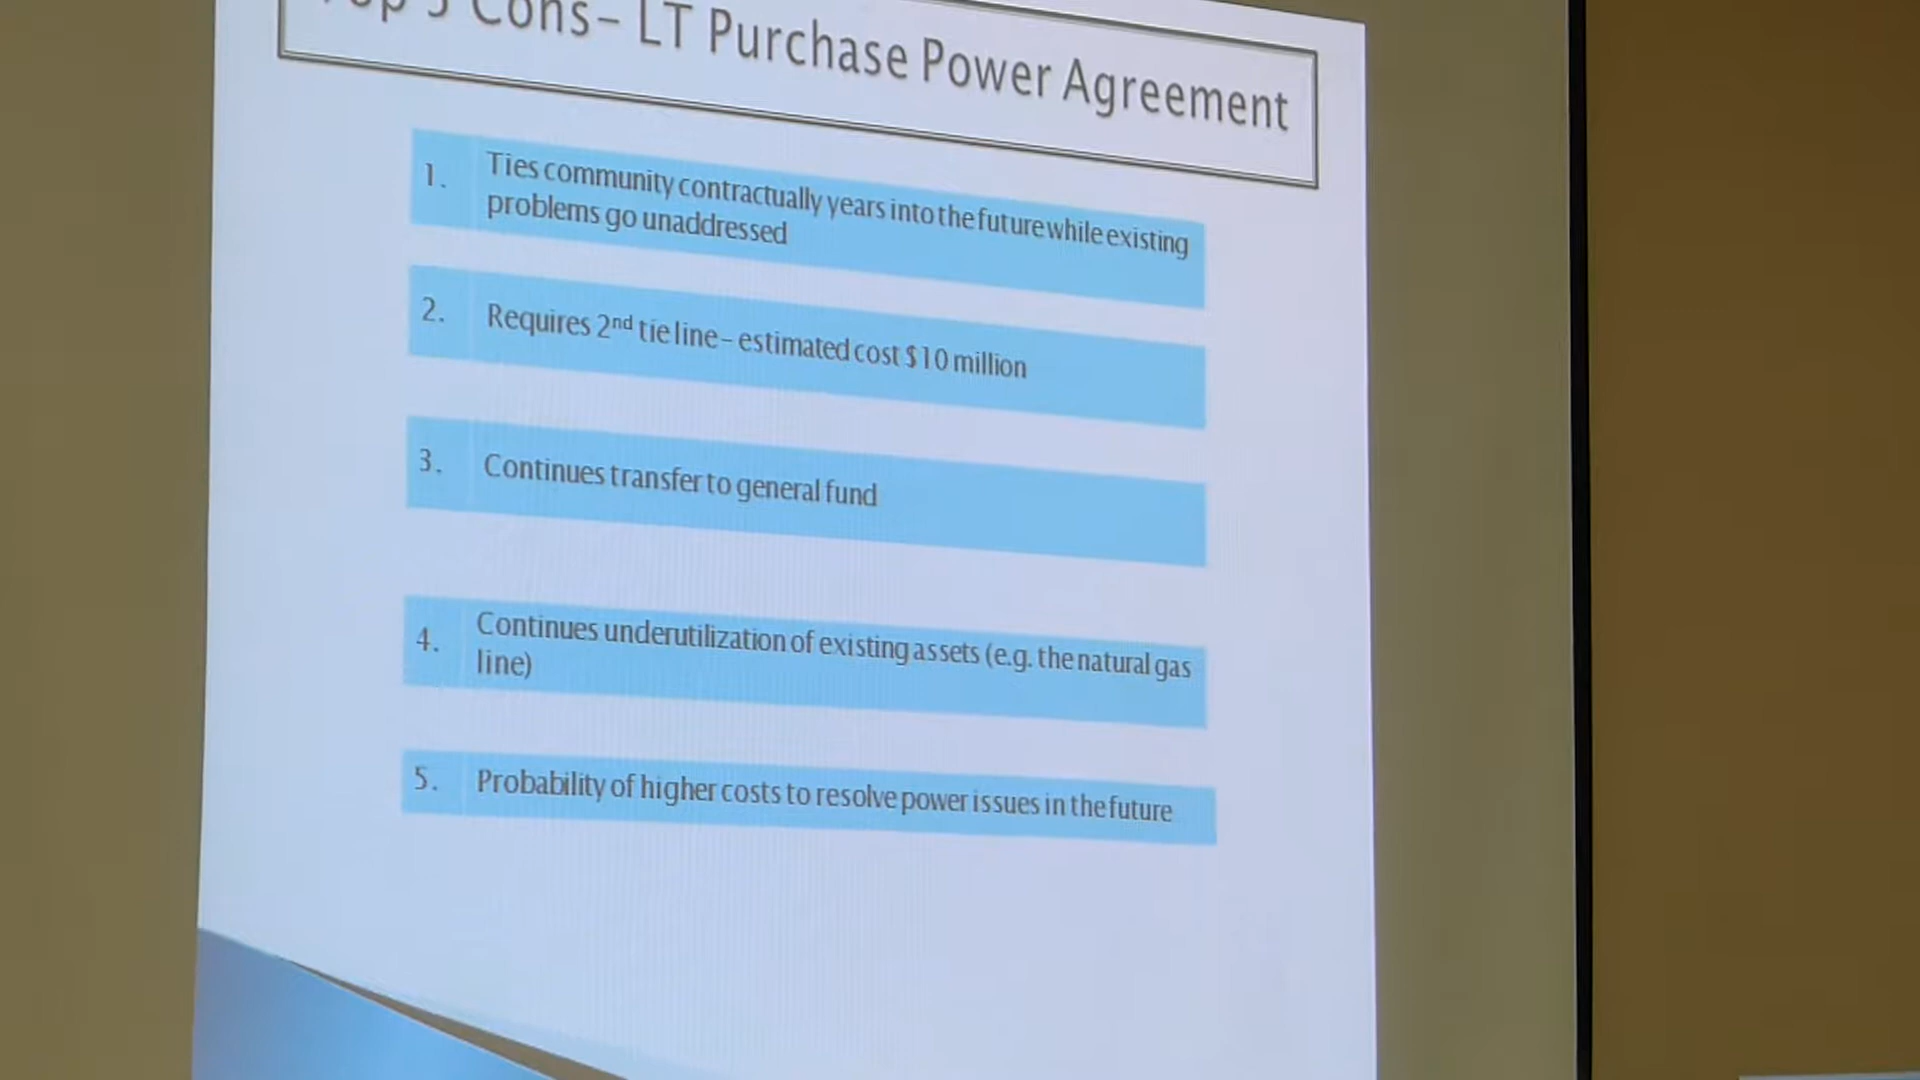 Top 5 Cons – LT Purchase Power Agreement
1. Ties community contractually years into the future while existing
problems go unaddressed
2. Requires 2nd tie line – estimated cost $10 million
3. Continues transfer to general fund
4. Continues underutilization of existing assets (e.g. the natural gas
line)
5. Probability of higher costs to resolve power issues in the future